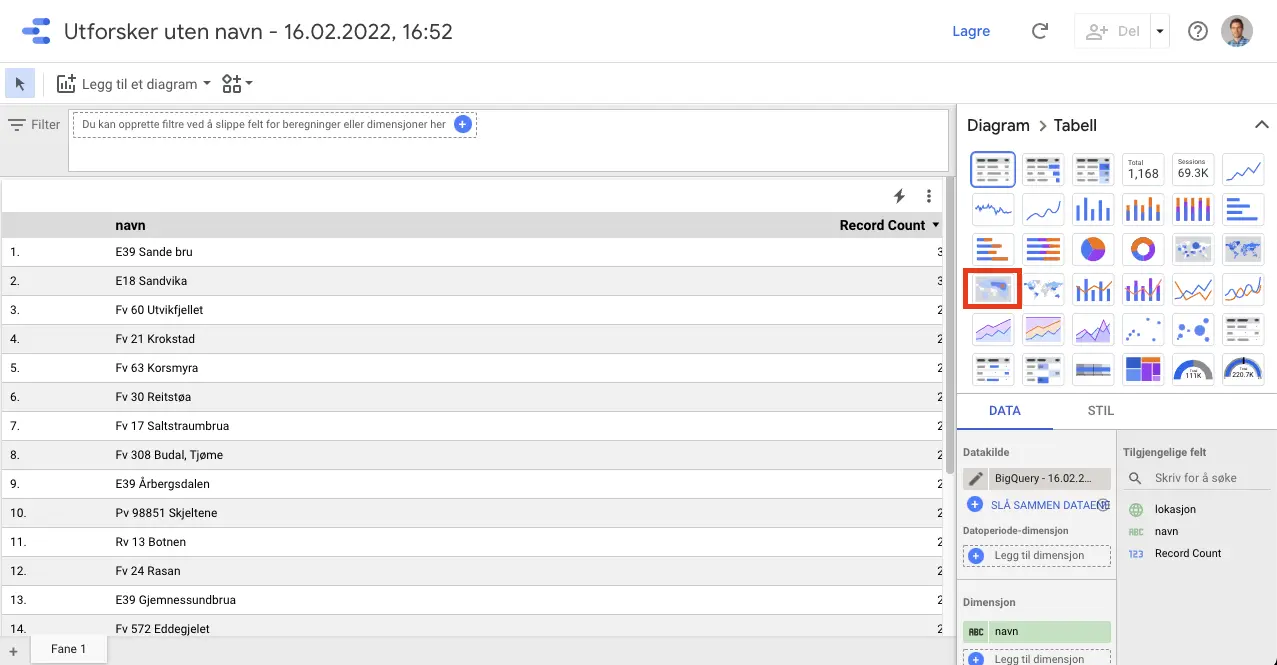 Utforsker uten navn - 16.02.2022, 16:52
Lagre
Del
Legg til et diagram
Filter
Du kan opprette filtre ved å slippe felt for beregninger eller dimensjoner her
navn
Record Count
1. E39 Sande bru 3
2. E18 Sandvika 3
3. Fv 60 Utvikfjellet 2
4. Fv 21 Krokstad 2
5. Fv 63 Korsmyra 2
6. Fv 30 Reitstøa 2
7. Fv 17 Saltstraumbrua 2
8. Fv 308 Budal, Tjøme 2
9. E39 Årbergsdalen 2
10. Pv 98851 Skjeltene 2
11. Rv 13 Botnen 2
12. Fv 24 Rasan 2
13. E39 Gjemnessundbrua 2
14. Fv 572 Eddegjelet 2
Fane 1
Diagram > Tabell
Total
1,168
Sessions
69.3K
Total
111K
Total
220.7K
DATA
STIL
Datakilde
BigQuery - 16.02.2...
SLÅ SAMMEN DATAENE
Datoperiode-dimensjon
Legg til dimensjon
Dimensjon
ABC navn
Legg til dimensjon
Tilgjengelige felt
Skriv for å søke
lokasjon
ABC navn
123 Record Count